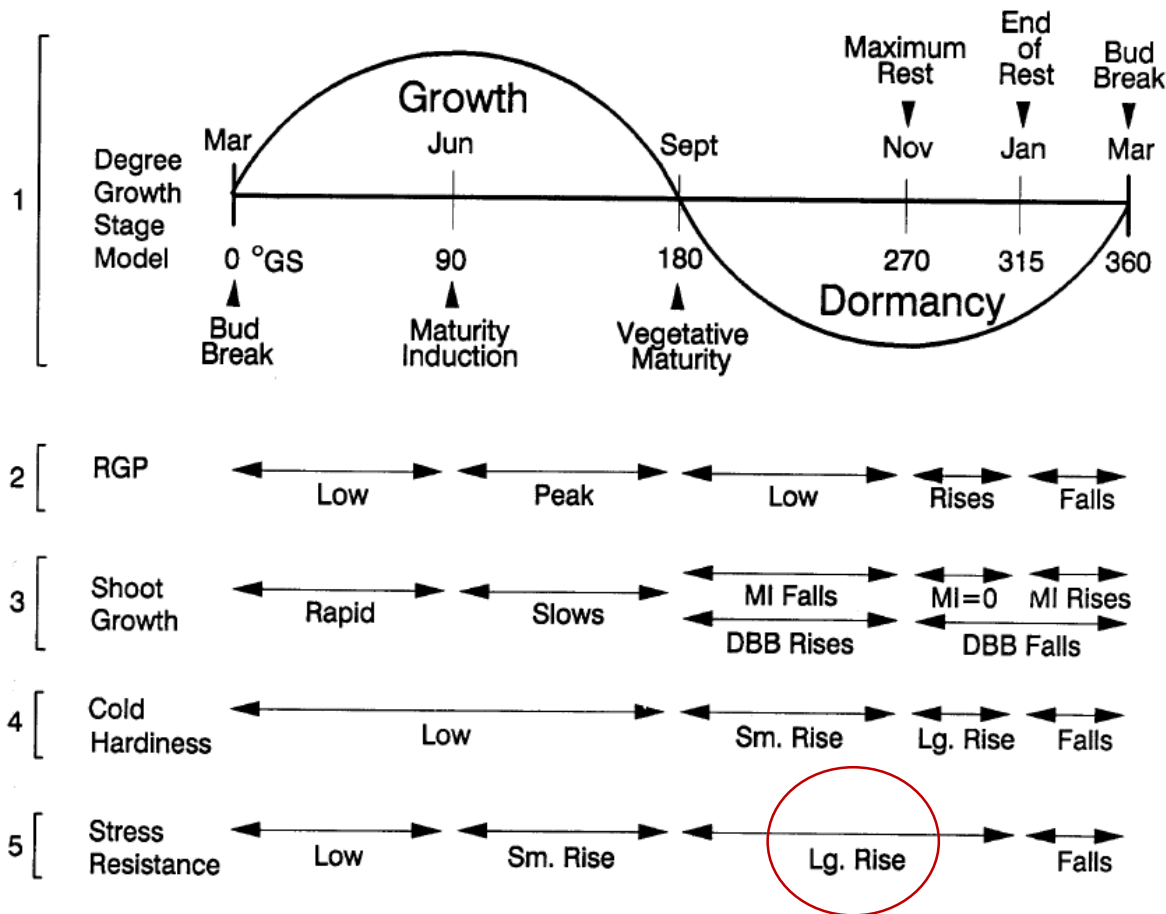 End
of
Rest
Maximum
Rest
Bud
Break
Growth
Mar
Jun
Sept
Nov
Jan
Mar
1
Degree
Growth
Stage
Model
0 °GS
90
180
270
315
360
Dormancy
Bud
Break
Maturity
Induction
Vegetative
Maturity
2
RGP
Low
Peak
Low
Rises
Falls
3
Shoot
Growth
Rapid
Slows
MI Falls
MI=0
MI Rises
DBB Rises
DBB Falls
4
Cold
Hardiness
Low
Sm. Rise
Lg. Rise
Falls
5
Stress
Resistance
Low
Sm. Rise
Lg. Rise
Falls